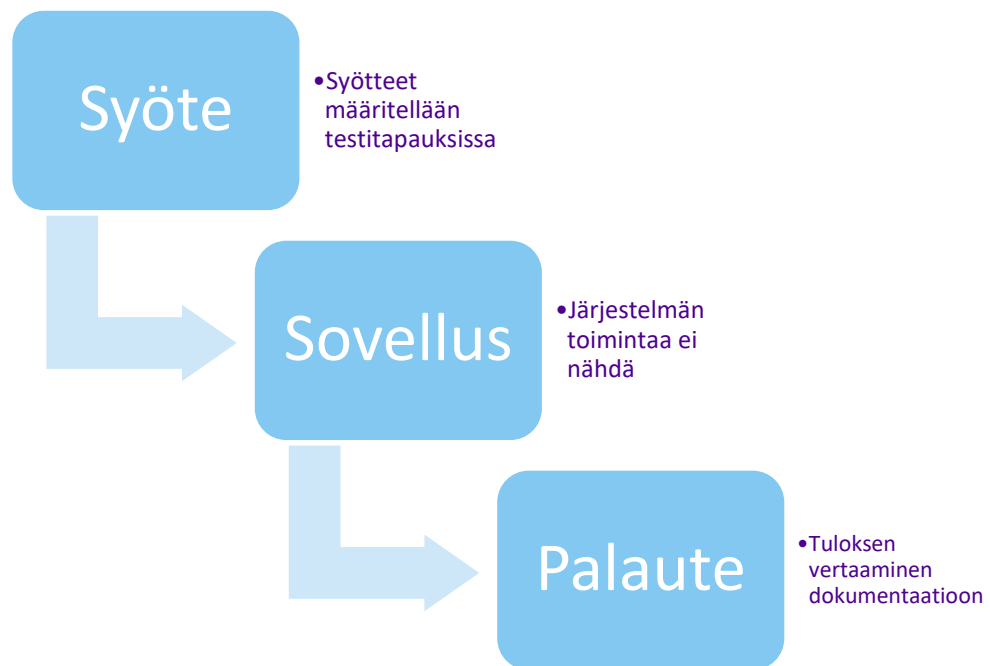 Syöte
•Syötteet
määritellään
testitapauksissa
Sovellus
•Järjestelmän
toimintaa ei
nähdä
Palaute
•Tuloksen
vertaaminen
dokumentaatioon